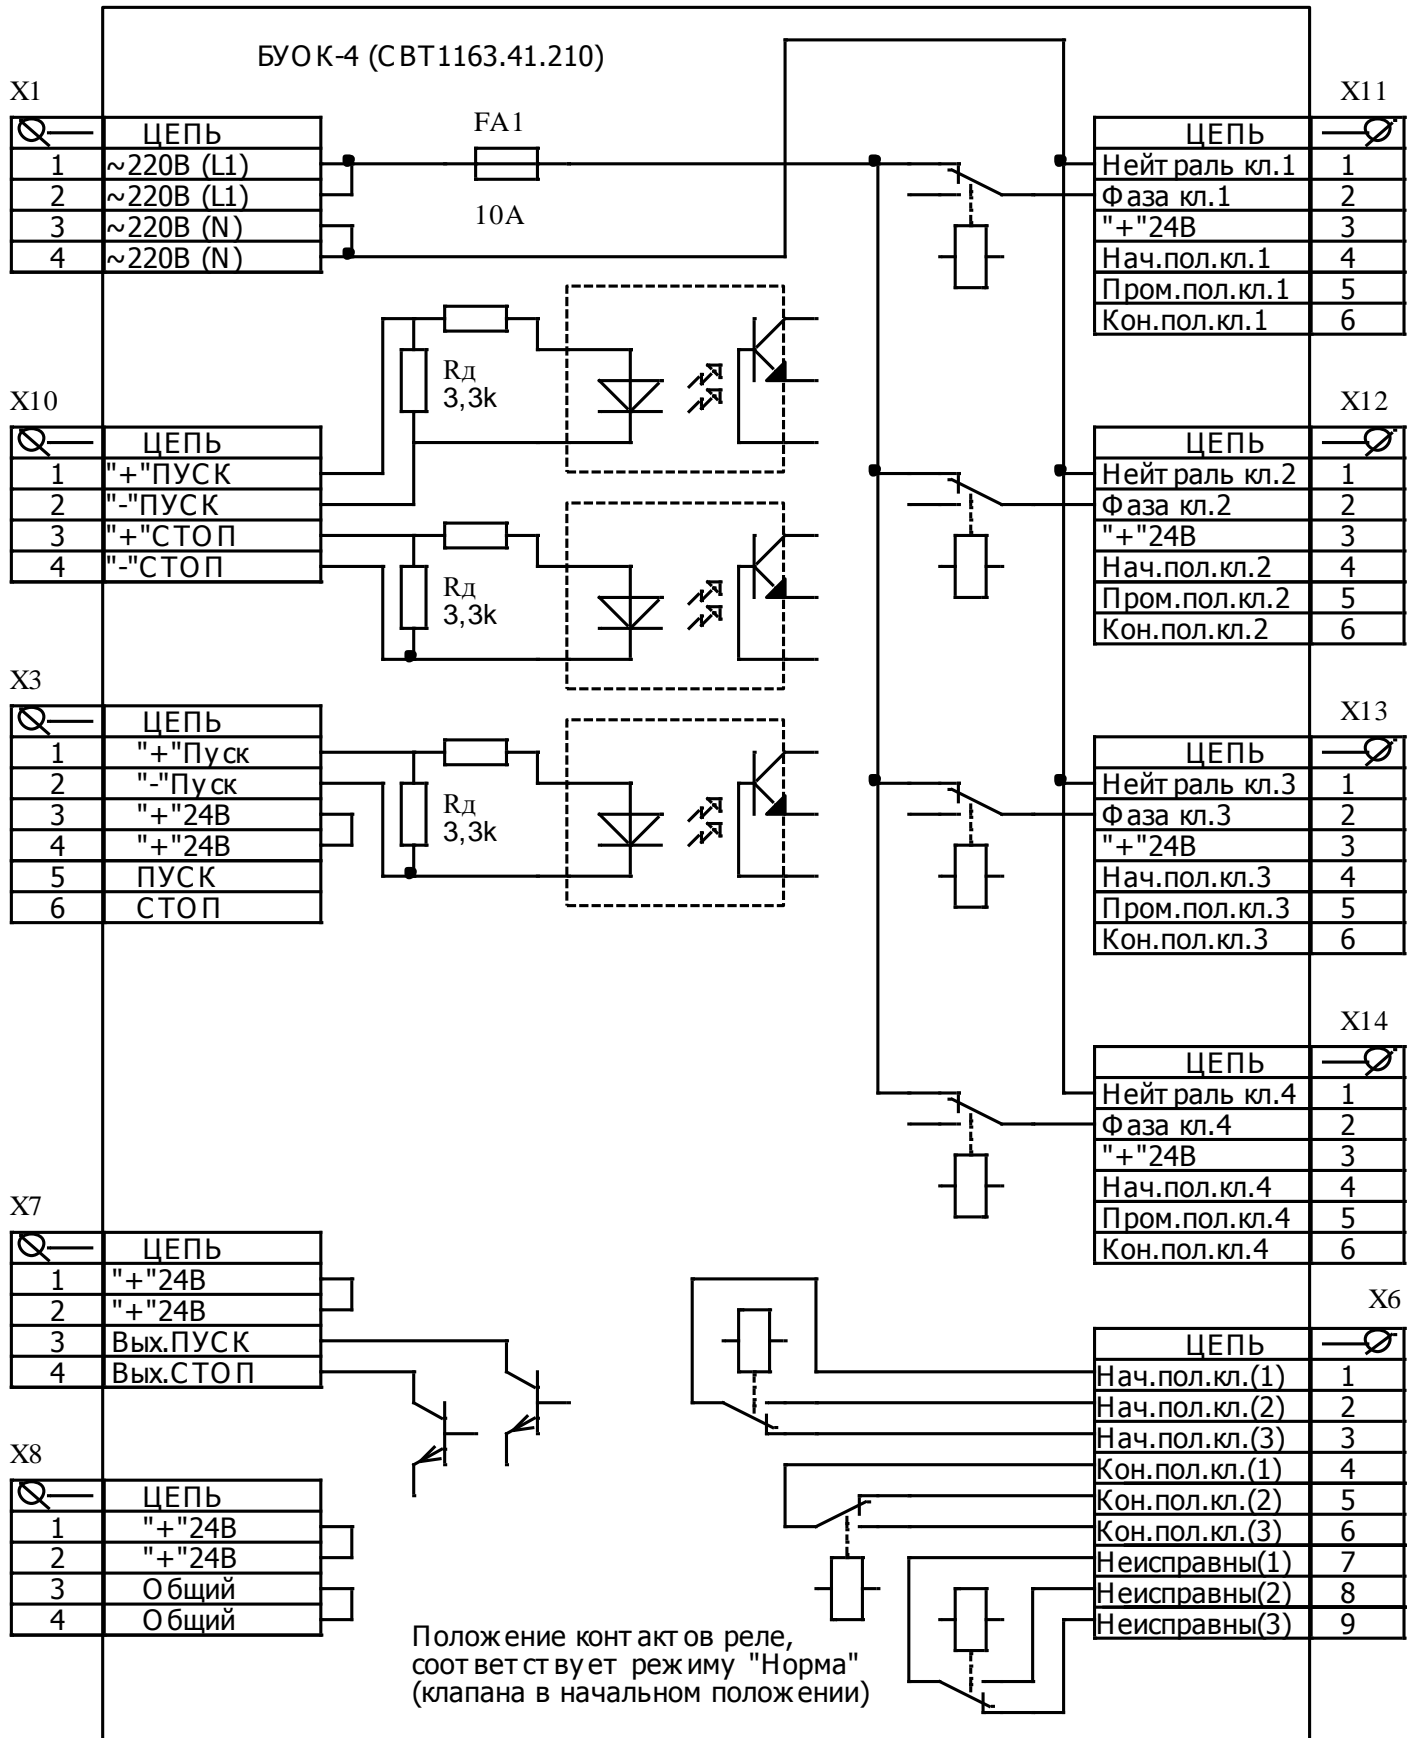 БУОК-4 (СВТ1163.41.210)
X1
ЦЕПЬ
1 ~220В (L1)
2 ~220В (L1)
3 ~220В (N)
4 ~220В (N)
FA1
10A
X11
ЦЕПЬ
Нейтраль кл.1 1
Фаза кл.1 2
"+"24В 3
Нач.пол.кл.1 4
Пром.пол.кл.1 5
Кон.пол.кл.1 6
Rд
3,3k
X10
ЦЕПЬ
1 "+"ПУСК
2 "-"ПУСК
3 "+"СТОП
4 "-"СТОП
Rд
3,3k
X12
ЦЕПЬ
Нейтраль кл.2 1
Фаза кл.2 2
"+"24В 3
Нач.пол.кл.2 4
Пром.пол.кл.2 5
Кон.пол.кл.2 6
X3
ЦЕПЬ
1 "+"Пуск
2 "-"Пуск
3 "+"24В
4 "+"24В
5 ПУСК
6 СТОП
Rд
3,3k
X13
ЦЕПЬ
Нейтраль кл.3 1
Фаза кл.3 2
"+"24В 3
Нач.пол.кл.3 4
Пром.пол.кл.3 5
Кон.пол.кл.3 6
X14
ЦЕПЬ
Нейтраль кл.4 1
Фаза кл.4 2
"+"24В 3
Нач.пол.кл.4 4
Пром.пол.кл.4 5
Кон.пол.кл.4 6
X7
ЦЕПЬ
1 "+"24В
2 "+"24В
3 Вых.ПУСК
4 Вых.СТОП
X6
ЦЕПЬ
Нач.пол.кл.(1) 1
Нач.пол.кл.(2) 2
Нач.пол.кл.(3) 3
Кон.пол.кл.(1) 4
Кон.пол.кл.(2) 5
Кон.пол.кл.(3) 6
Неисправны(1) 7
Неисправны(2) 8
Неисправны(3) 9
X8
ЦЕПЬ
1 "+"24В
2 "+"24В
3 Общий
4 Общий
Положение контактов реле,
соответствует режиму "Норма"
(клапана в начальном положении)